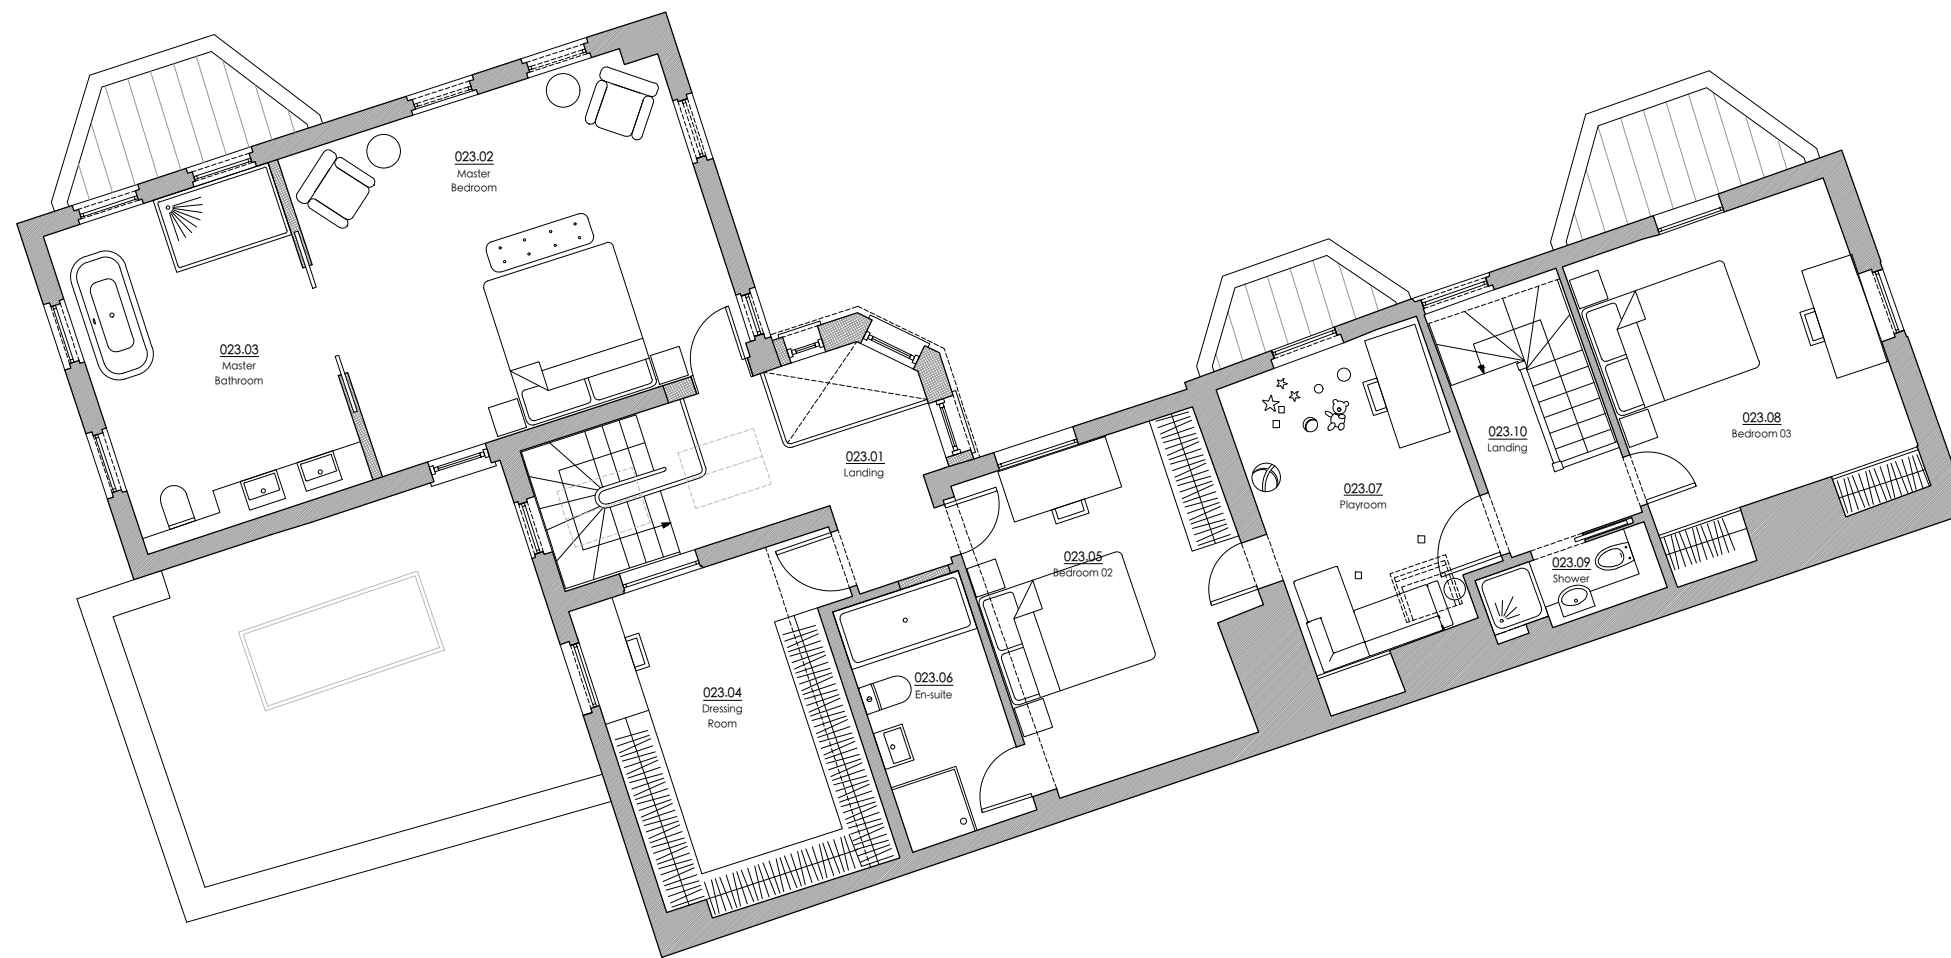 023.02
Master
Bedroom
023.03
Master
Bathroom
023.01
Landing
023.10
Landing
023.08
Bedroom 03
023.07
Playroom
023.05
Bedroom 02
023.09
Shower
023.06
En-suite
023.04
Dressing
Room